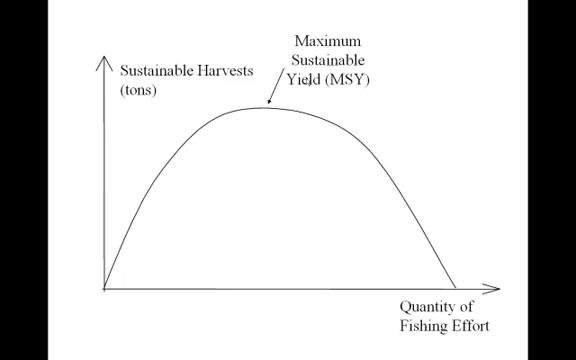 Maximum
Sustainable
Yield (MSY)
Sustainable Harvests
(tons)
Quantity of
Fishing Effort